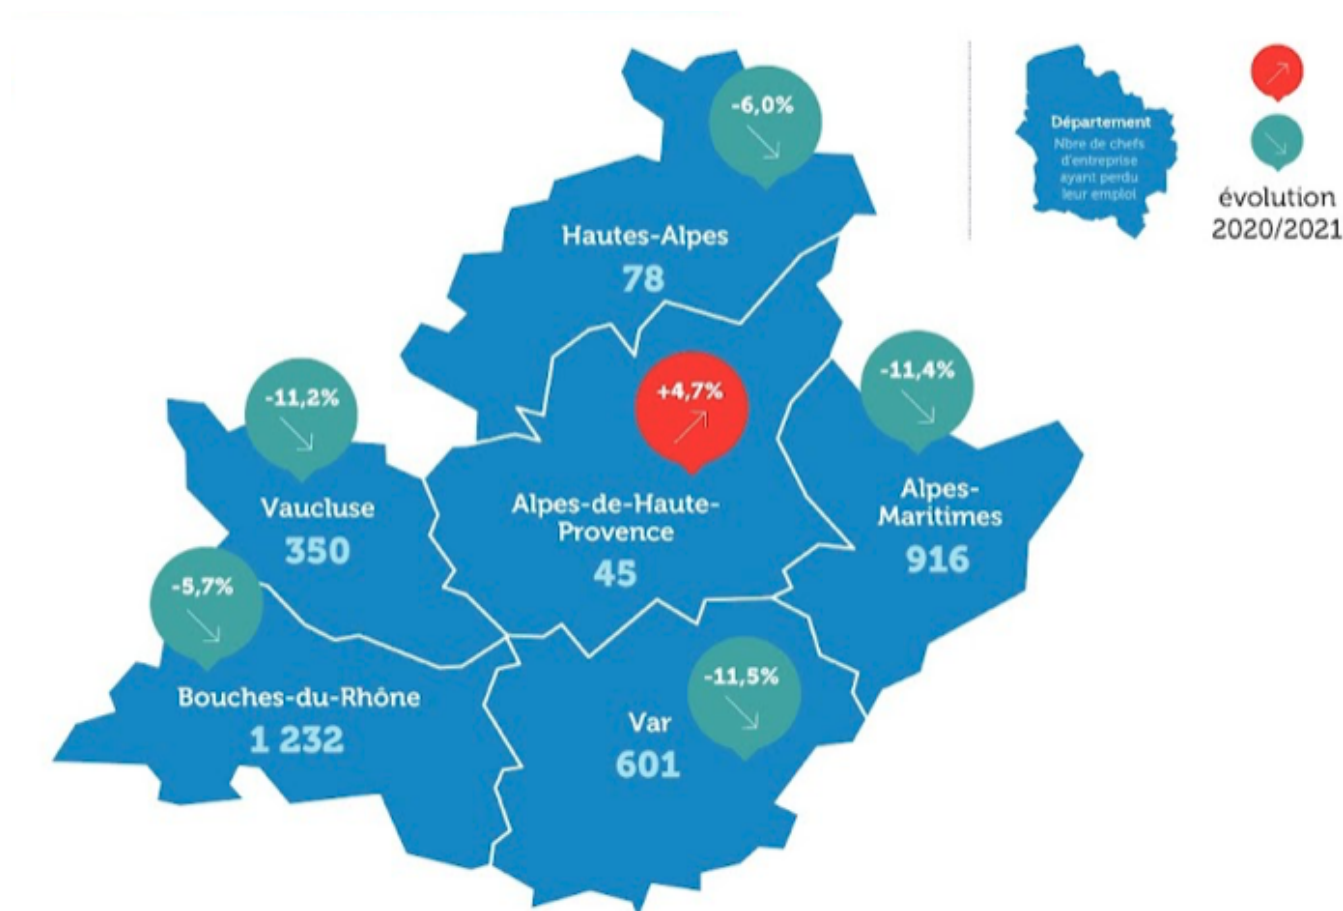 -6,0%
Hautes-Alpes
78
-11,2%
Vaucluse
350
+4,7%
Alpes-de-Haute-
Provence
45
-11,4%
Alpes-
Maritimes
916
-5,7%
Bouches-du-Rhône
1 232
-11,5%
Var
601
Département
Nbre de chefs
d'entreprise
ayant perdu
leur emploi
évolution
2020/2021